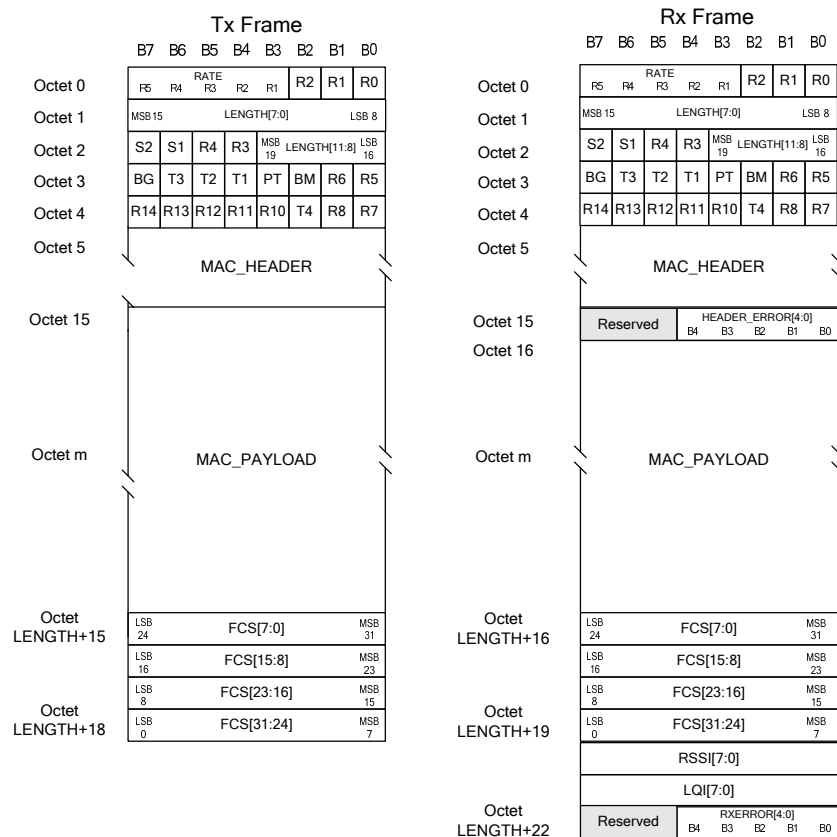 Tx Frame
B7 B6 B5 B4 B3 B2 B1 B0
Octet 0
RATE
R5 R4 R3 R2 R1
R2 R1 R0
Octet 1
MSB 15 LENGTH[7:0] LSB 8
Octet 2
S2 S1 R4 R3 MSB 19 LENGTH[11:8] LSB 16
Octet 3
BG T3 T2 T1 PT BM R6 R5
Octet 4
R14 R13 R12 R11 R10 T4 R8 R7
Octet 5
MAC_HEADER
Octet 15
Octet m
MAC_PAYLOAD
Octet
LENGTH+15
LSB 24 FCS[7:0] MSB 31
LSB 16 FCS[15:8] MSB 23
LSB 8 FCS[23:16] MSB 15
Octet
LENGTH+18
LSB 0 FCS[31:24] MSB 7
Rx Frame
B7 B6 B5 B4 B3 B2 B1 B0
Octet 0
RATE
R5 R4 R3 R2 R1
R2 R1 R0
Octet 1
MSB 15 LENGTH[7:0] LSB 8
Octet 2
S2 S1 R4 R3 MSB 19 LENGTH[11:8] LSB 16
Octet 3
BG T3 T2 T1 PT BM R6 R5
Octet 4
R14 R13 R12 R11 R10 T4 R8 R7
Octet 5
MAC_HEADER
Octet 15
Reserved
HEADER_ERROR[4:0]
B4 B3 B2 B1 B0
Octet 16
Octet m
MAC_PAYLOAD
Octet
LENGTH+16
LSB 24 FCS[7:0] MSB 31
LSB 16 FCS[15:8] MSB 23
LSB 8 FCS[23:16] MSB 15
Octet
LENGTH+19
LSB 0 FCS[31:24] MSB 7
RSSI[7:0]
LQI[7:0]
Octet
LENGTH+22
Reserved
RXERROR[4:0]
B4 B3 B2 B1 B0